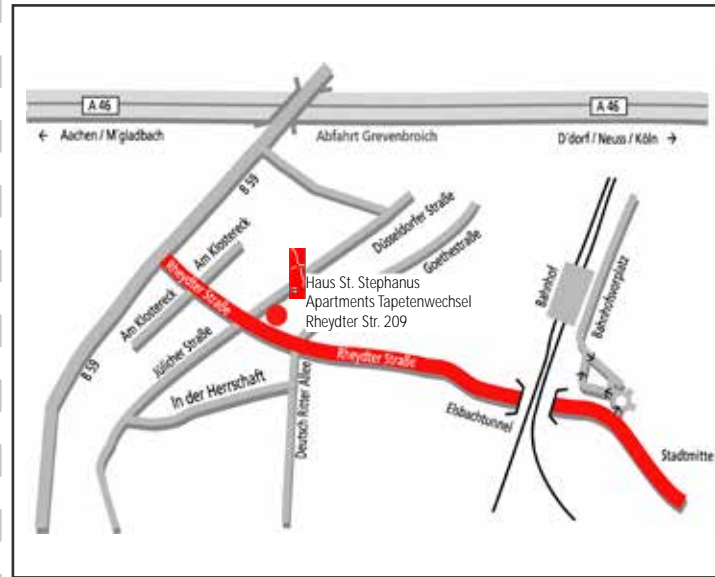 A 46
A 46
← Aachen / M´gladbach
Abfahrt Grevenbroich
D´dorf / Neuss / Köln →
B 59
Düsseldorfer Straße
Goethestraße
Am Klostereck
Am Klostereck
Rheydter Straße
Haus St. Stephanus
Apartments Tapetenwechsel
Rheydter Str. 209
Bahnhof
Bahnhofsvorplatz
Jülicher Straße
Rheydter Straße
B 59
In der Herrschaft
Deutsch Ritter Allee
Elsbachtunnel
Stadtmitte